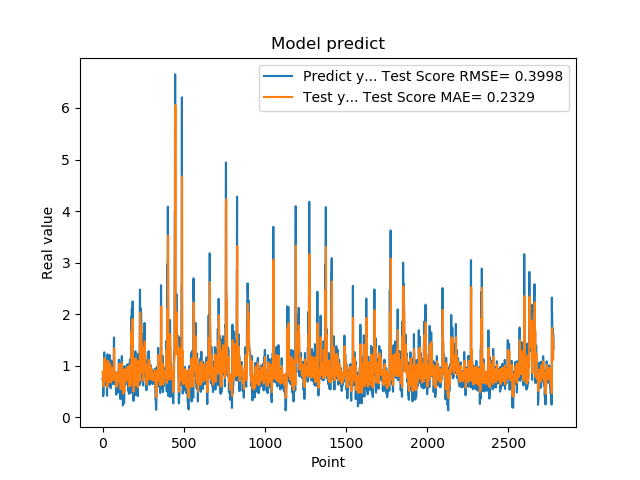 Model predict
Predict y... Test Score RMSE= 0.3998
Test y... Test Score MAE= 0.2329
Real value
6
5
4
3
2
1
0
0 500 1000 1500 2000 2500
Point